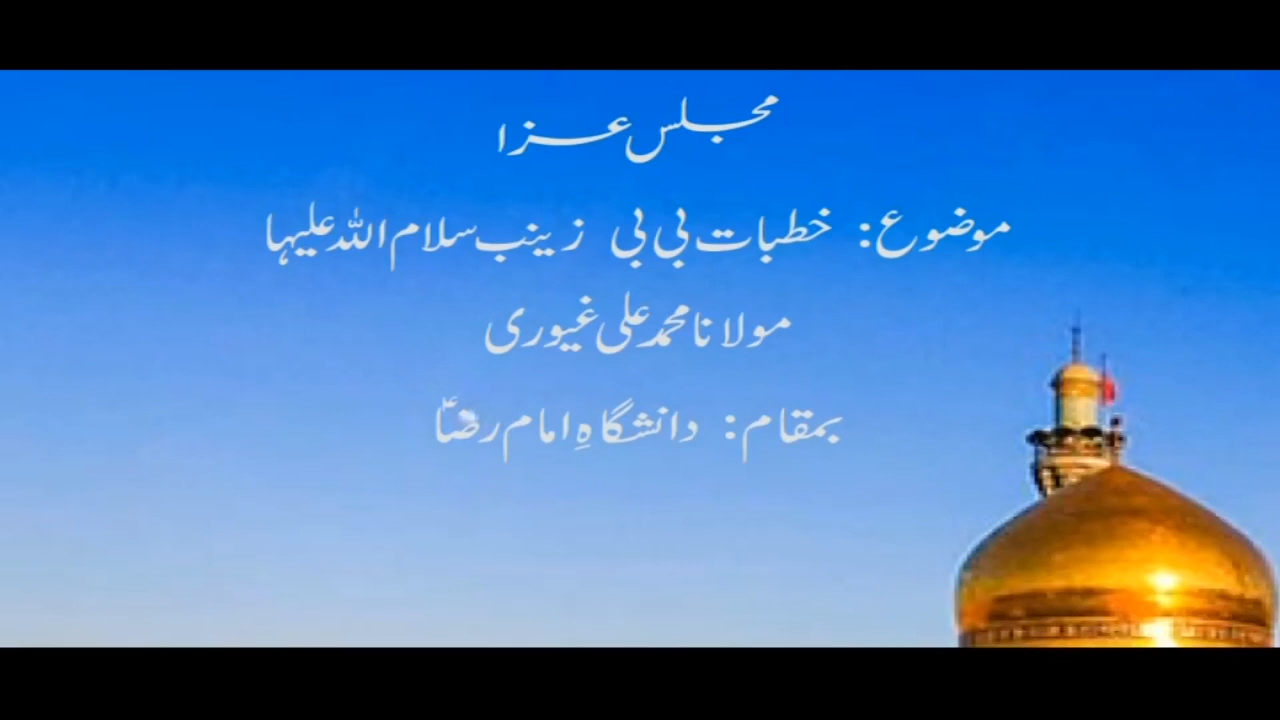 مجلس عزا
موضوع: خطبات بی بی زینب سلام اللہ علیہا
مولانا محمد علی غیوری
بمقام: دانشگاہِ امام رضاؑ